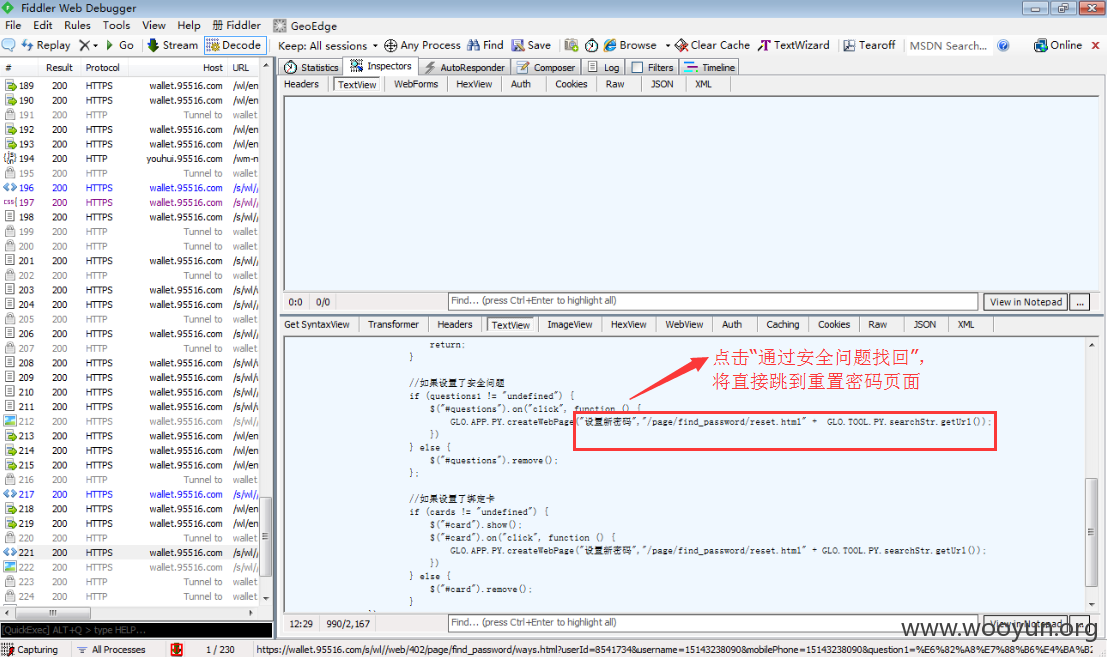 Fiddler Web Debugger
File Edit Rules Tools View Help Fiddler GeoEdge
Replay Go Stream Decode Keep: All sessions Any Process Find Save Browse Clear Cache TextWizard Tearoff MSDN Search... Online
# Result Protocol Host URL
189 200 HTTPS wallet.95516.com /wl/en
190 200 HTTPS wallet.95516.com /wl/en
191 200 HTTP Tunnel to wallet
192 200 HTTPS wallet.95516.com /wl/en
193 200 HTTPS wallet.95516.com /wl/en
194 200 HTTP youhui.95516.com /wm-n
195 200 HTTP Tunnel to wallet
196 200 HTTPS wallet.95516.com /s/wl//
197 200 HTTPS wallet.95516.com /s/wl//
198 200 HTTPS wallet.95516.com /s/wl//
199 200 HTTP Tunnel to wallet
200 200 HTTP Tunnel to wallet
201 200 HTTPS wallet.95516.com /s/wl//
202 200 HTTP Tunnel to wallet
203 200 HTTPS wallet.95516.com /s/wl//
204 200 HTTPS wallet.95516.com /s/wl//
205 200 HTTP Tunnel to wallet
206 200 HTTPS wallet.95516.com /s/wl/w
207 200 HTTP Tunnel to wallet
208 200 HTTPS wallet.95516.com /s/wl/w
209 200 HTTPS wallet.95516.com /s/wl/w
210 200 HTTPS wallet.95516.com /s/wl/w
211 200 HTTPS wallet.95516.com /s/wl/w
212 200 HTTPS wallet.95516.com /s/wl//
213 200 HTTPS wallet.95516.com /wl/en
214 200 HTTPS wallet.95516.com /wl/en
215 200 HTTPS wallet.95516.com /wl/en
216 200 HTTP Tunnel to wallet
217 200 HTTPS wallet.95516.com /s/wl//
218 200 HTTPS wallet.95516.com /wl/en
219 200 HTTPS wallet.95516.com /wl/en
220 200 HTTP Tunnel to wallet
221 200 HTTPS wallet.95516.com /s/wl//
222 200 HTTPS wallet.95516.com /s/wl//
223 200 HTTP Tunnel to wallet
224 200 HTTP Tunnel to wallet
[QuickExec] ALT+Q > type HELP...
Statistics Inspectors AutoResponder Composer Log Filters Timeline
Headers TextView WebForms HexView Auth Cookies Raw JSON XML
0:0 0/0 Find... (press Ctrl+Enter to highlight all) View in Notepad ...
Get SyntaxView Transformer Headers TextView ImageView HexView WebView Auth Caching Cookies Raw JSON XML
return;
}
点击“通过安全问题找回”,
将直接跳到重置密码页面
//如果设置了安全问题
if (questions1 != "undefined") {
$("#questions").on("click", function () {
GLO.APP.PY.createWebPage("设置新密码","/page/find_password/reset.html" + GLO.TOOL.PY.searchStr.getUrl());
})
} else {
$("#questions").remove();
};
//如果设置了绑定卡
if (cards != "undefined") {
$("#card").show();
$("#card").on("click", function () {
GLO.APP.PY.createWebPage("设置新密码","/page/find_password/reset.html" + GLO.TOOL.PY.searchStr.getUrl());
})
} else {
$("#card").remove();
}
12:29 990/2,167 Find... (press Ctrl+Enter to highlight all) View in Notepad ...
www.wooyun.org
Capturing All Processes 1 / 230 https://wallet.95516.com/s/wl//web/402/page/find_password/ways.html?userId=8541734&username=15143238090&mobilePhone=15143238090&question1=%E6%82%A8%E7%88%B6%E4%BA%B2